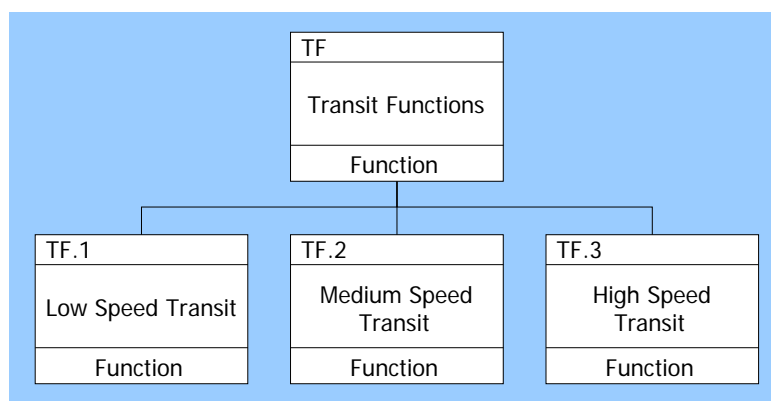 TF
Transit Functions
Function
TF.1
Low Speed Transit
Function
TF.2
Medium Speed
Transit
Function
TF.3
High Speed
Transit
Function